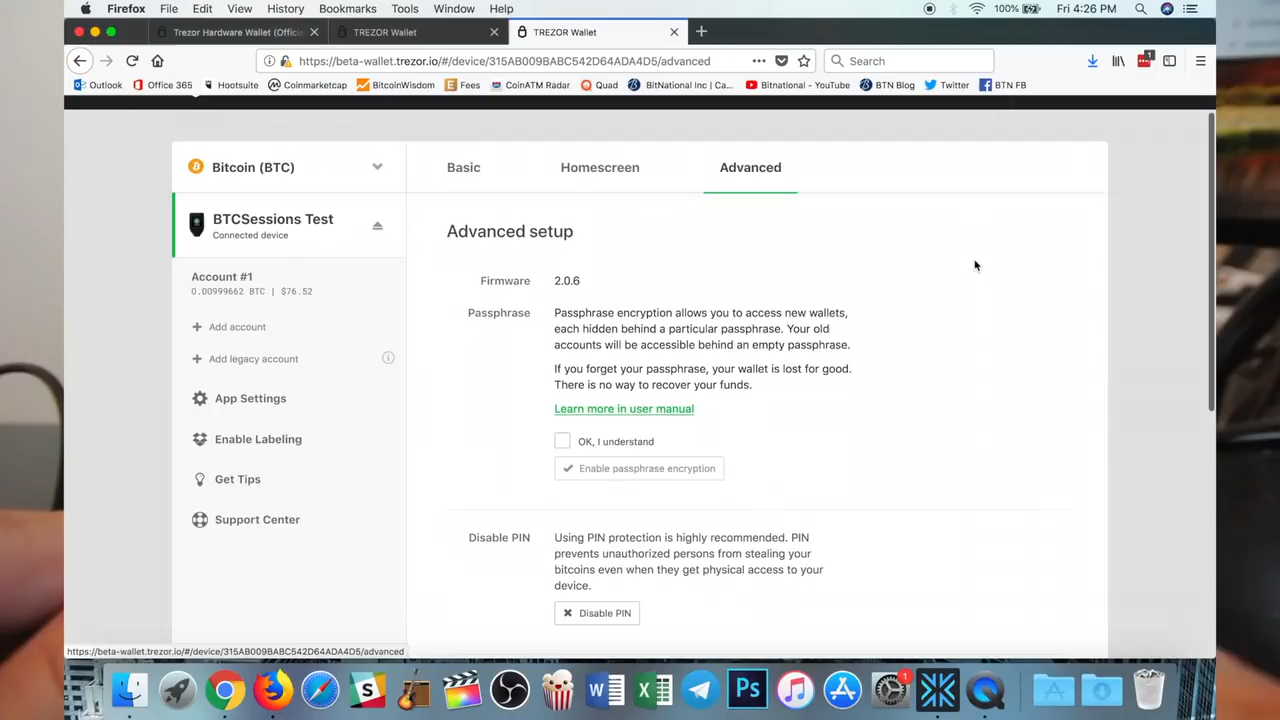 Firefox File Edit View History Bookmarks Tools Window Help 100% Fri 4:26 PM
Trezor Hardware Wallet (Offici TREZOR Wallet TREZOR Wallet
https://beta-wallet.trezor.io/#/device/315AB009BABC542D64ADA4D5/advanced Search 1
Outlook Office 365 Hootsuite Coinmarketcap BitcoinWisdom Fees CoinATM Radar Quad BitNational Inc | Ca... Bitnational - YouTube BTN Blog Twitter BTN FB
Bitcoin (BTC) Basic Homescreen Advanced
BTCSessions Test
Connected device
Account #1
0.00999662 BTC | $76.52
Add account
Add legacy account
App Settings
Enable Labeling
Get Tips
Support Center
Advanced setup
Firmware 2.0.6
Passphrase Passphrase encryption allows you to access new wallets,
each hidden behind a particular passphrase. Your old
accounts will be accessible behind an empty passphrase.
If you forget your passphrase, your wallet is lost for good.
There is no way to recover your funds.
Learn more in user manual
OK, I understand
Enable passphrase encryption
Disable PIN Using PIN protection is highly recommended. PIN
prevents unauthorized persons from stealing your
bitcoins even when they get physical access to your
device.
Disable PIN
https://beta-wallet.trezor.io/#/device/315AB009BABC542D64ADA4D5/advanced
W X Ps 1